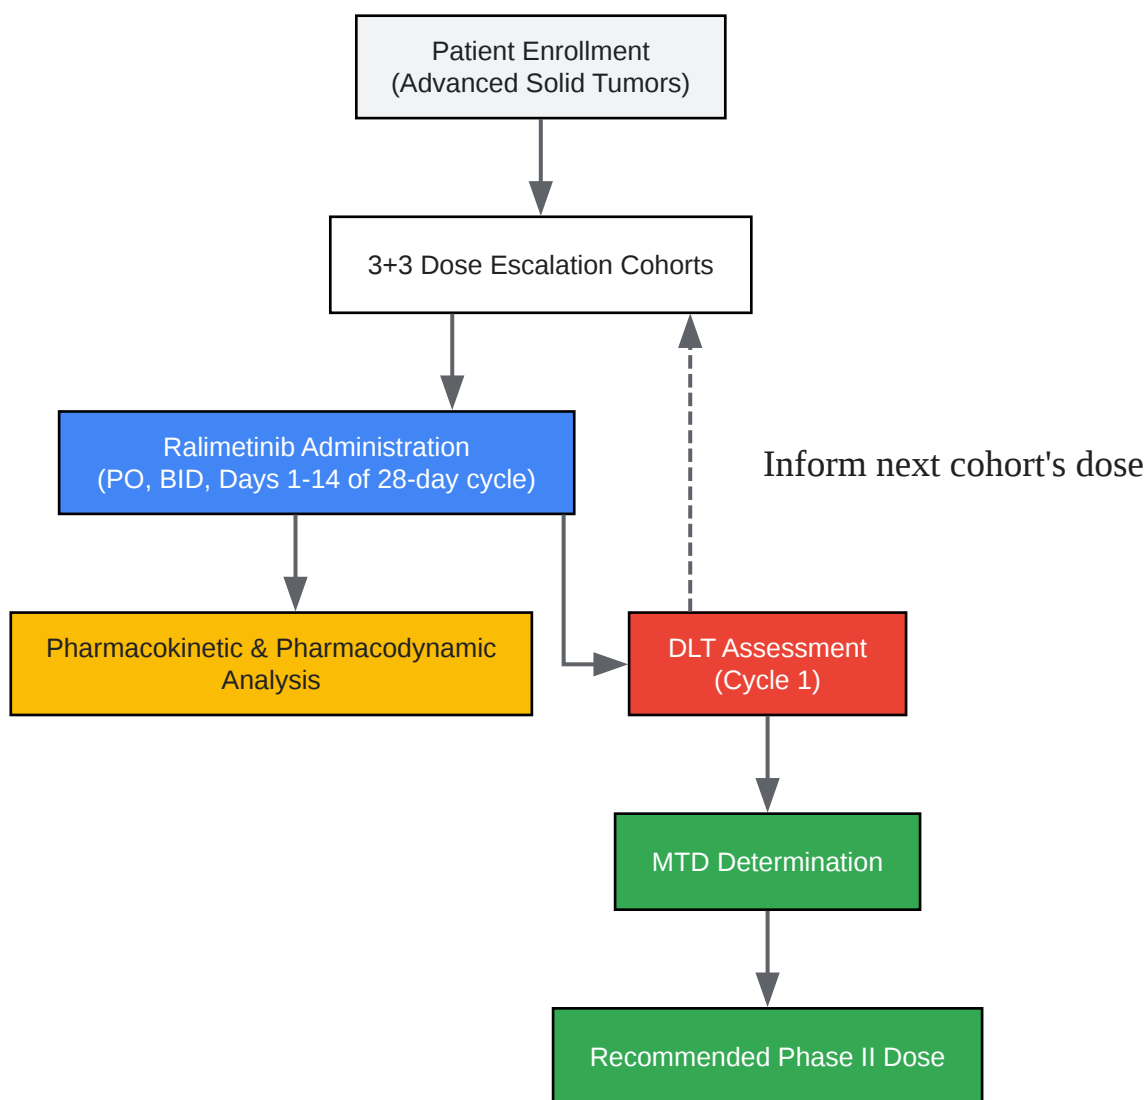 Patient Enrollment
(Advanced Solid Tumors)
3+3 Dose Escalation Cohorts
Ralimetinib Administration
(PO, BID, Days 1-14 of 28-day cycle)
Inform next cohort's dose
Pharmacokinetic & Pharmacodynamic
Analysis
DLT Assessment
(Cycle 1)
MTD Determination
Recommended Phase II Dose